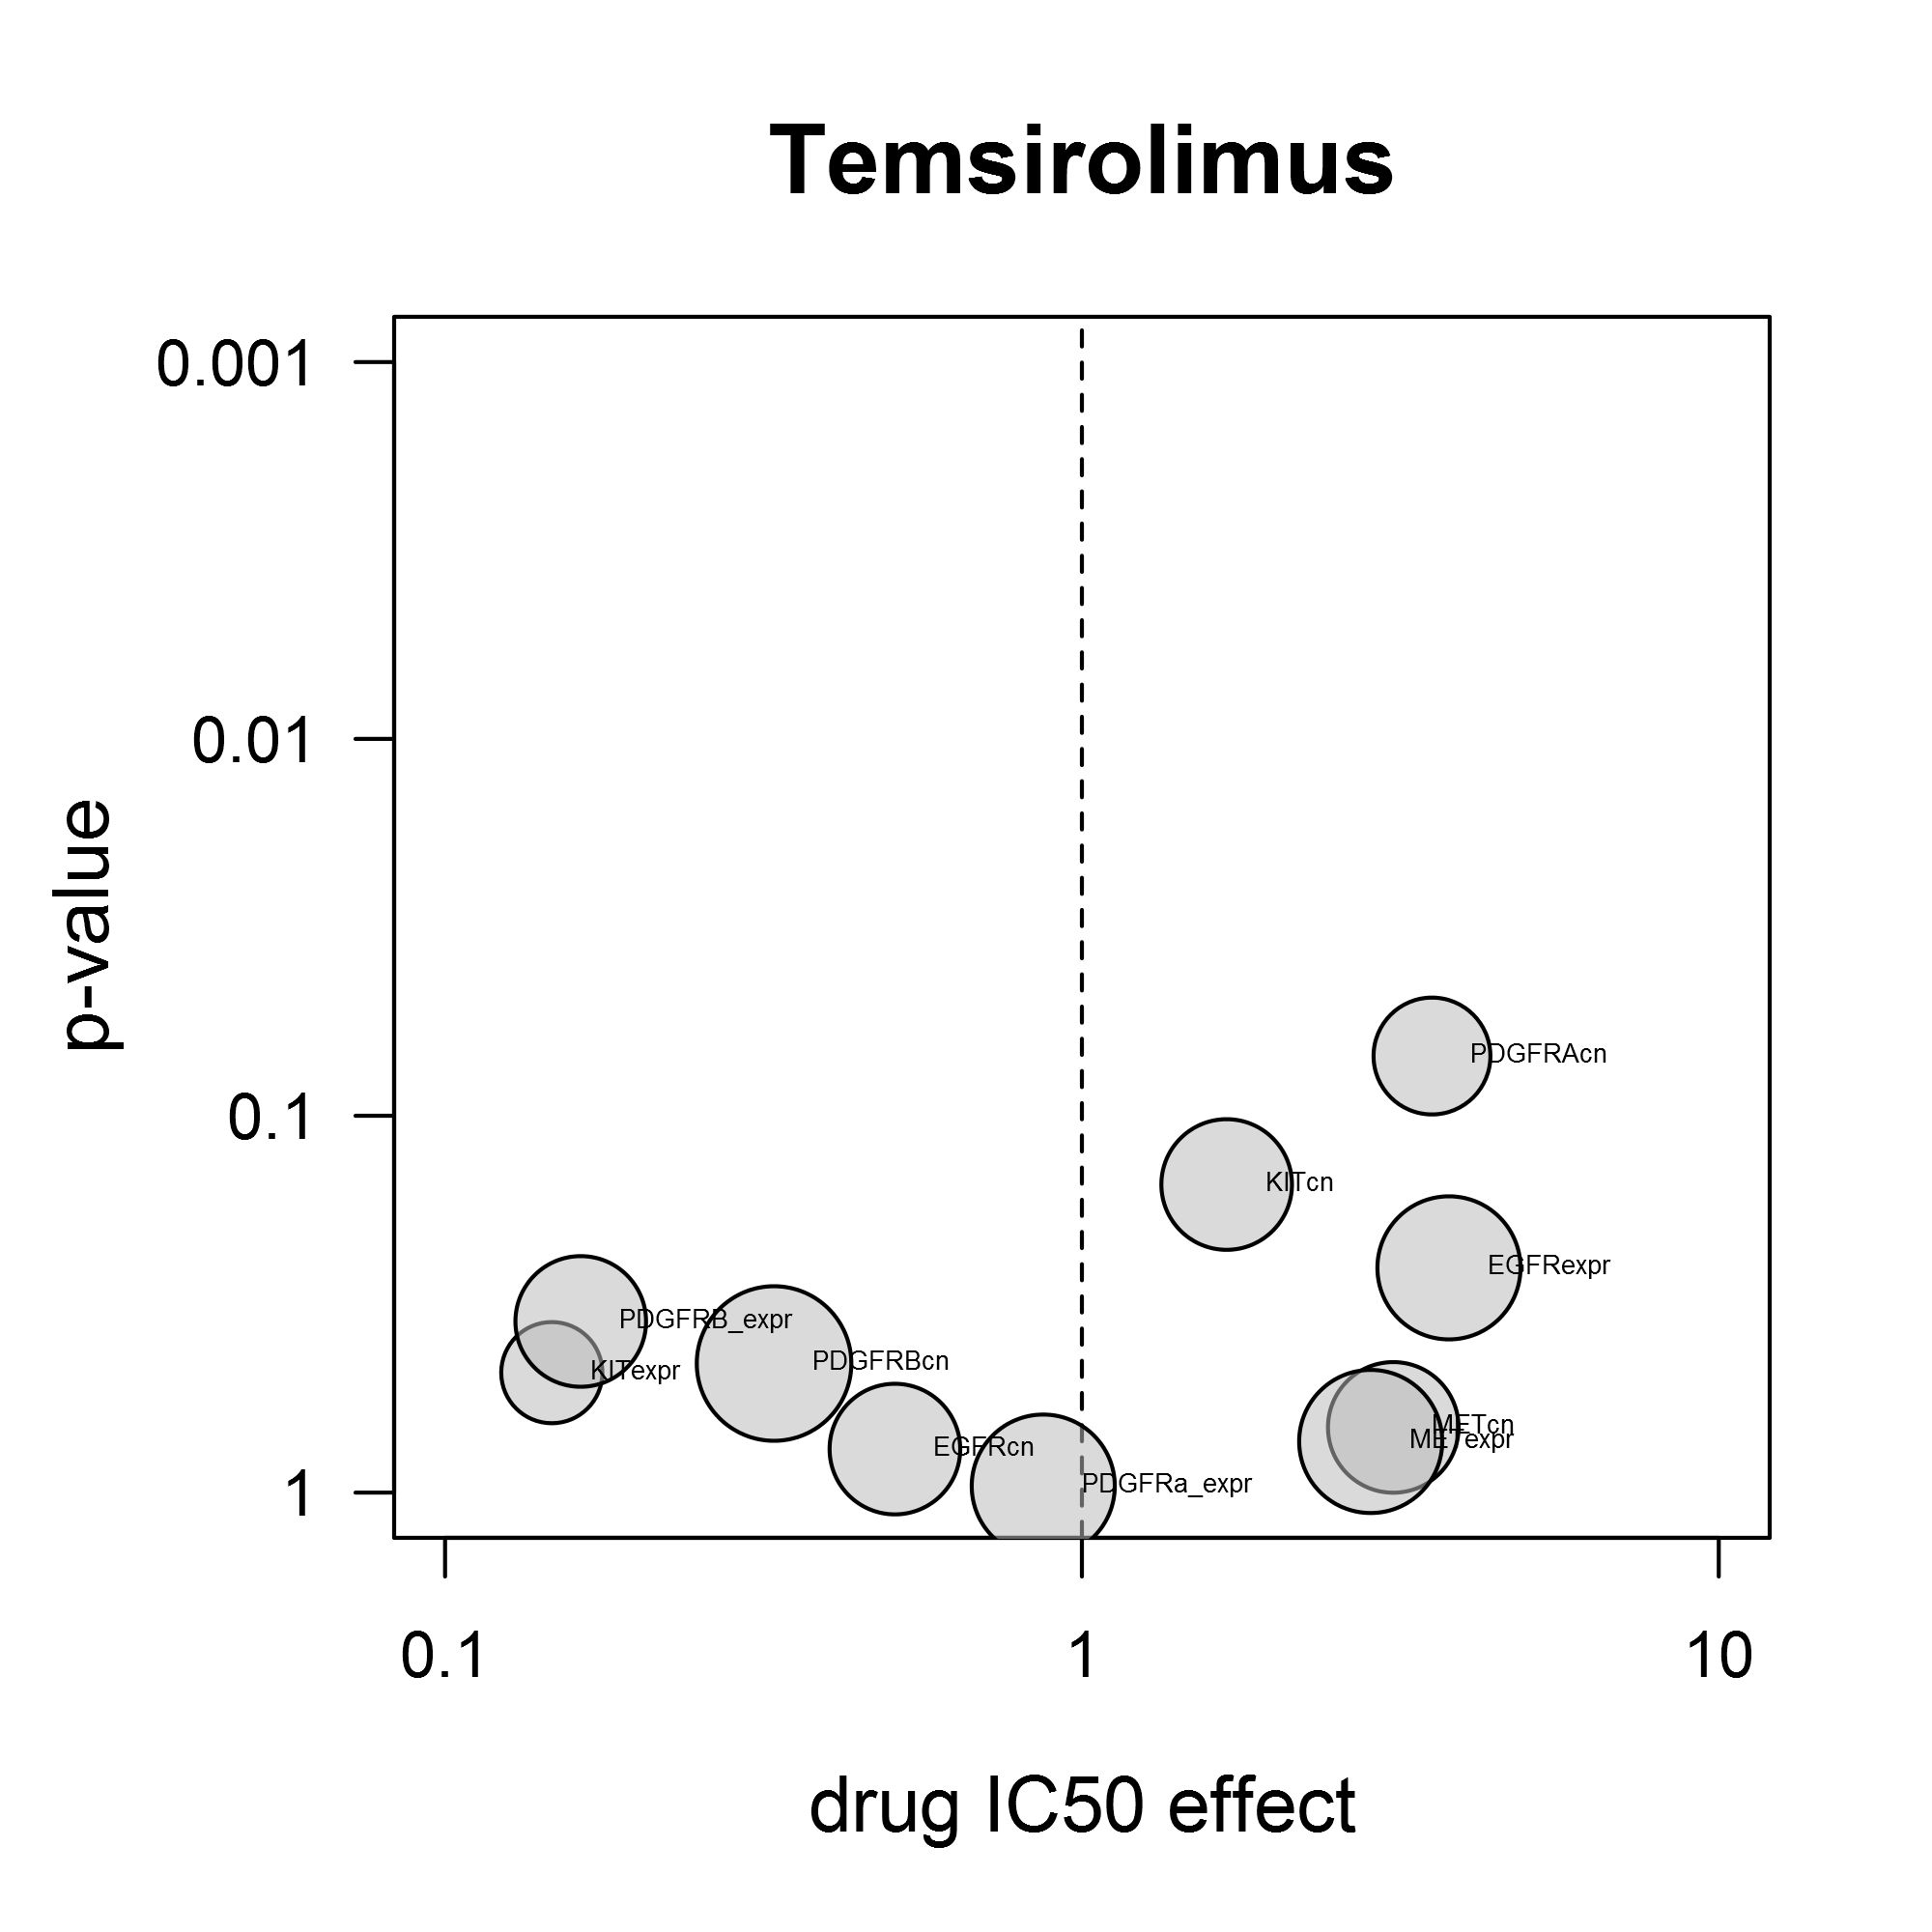 Temsirolimus
0.001
0.01
0.1
1
p-value
PDGFRAcn
KITcn
EGFRexpr
PDGFRB_expr
PDGFRBcn
KITexpr
METcn
METexpr
EGFRcn
PDGFRa_expr
0.1
1
10
drug IC50 effect